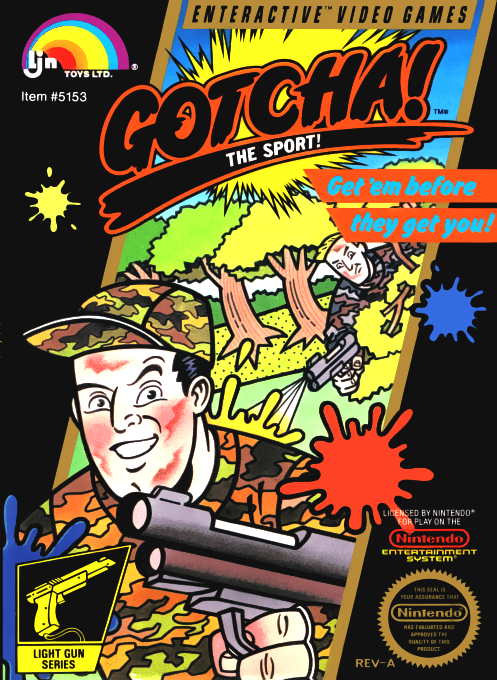 ENTERACTIVE™ VIDEO GAMES
ljn
TOYS LTD. ®
Item #5153
GOTCHA! ™®
THE SPORT!
Get 'em before
they get you!
LICENSED BY NINTENDO®
FOR PLAY ON THE
Nintendo
ENTERTAINMENT
SYSTEM®
THIS SEAL IS
YOUR ASSURANCE THAT
Nintendo
HAS EVALUATED AND
APPROVED THE
QUALITY OF THIS
PRODUCT.
REV-A
LIGHT GUN
SERIES